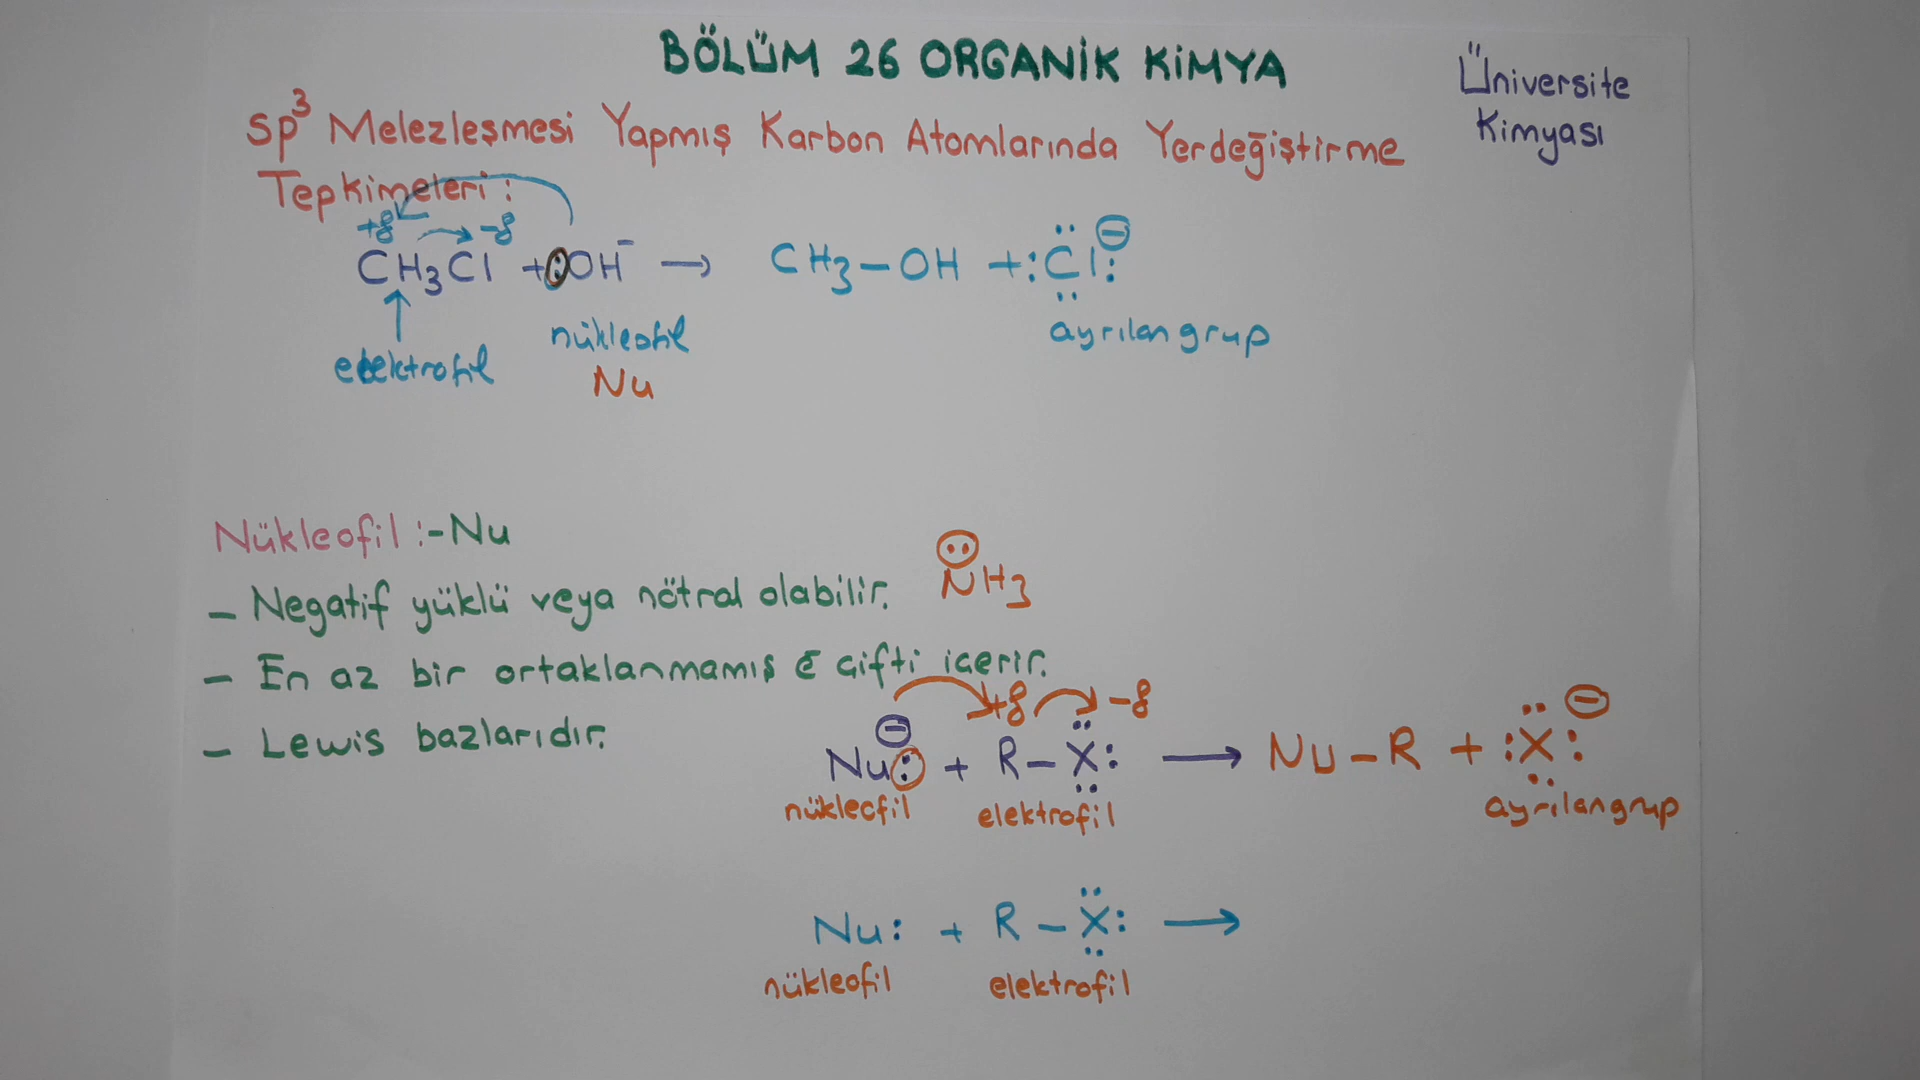 BÖLÜM 26 ORGANİK KİMYA
Üniversite
Kimyası
sp³ Melezleşmesi Yapmış Karbon Atomlarında Yerdeğiştirme
Tepkimeleri:
+δ -δ
CH₃Cl + :OH⁻ → CH₃-OH + :Cl:⊖
elektrofil
nükleofil
Nu
ayrılan grup
Nükleofil :-Nu
- Negatif yüklü veya nötral olabilir. NH₃
- En az bir ortaklanmamış ē çifti içerir.
- Lewis bazlarıdır.
+δ -δ
Nu:⊖ + R-X: → Nu-R + :X:⊖
nükleofil elektrofil ayrılan grup
Nu: + R-X: →
nükleofil elektrofil